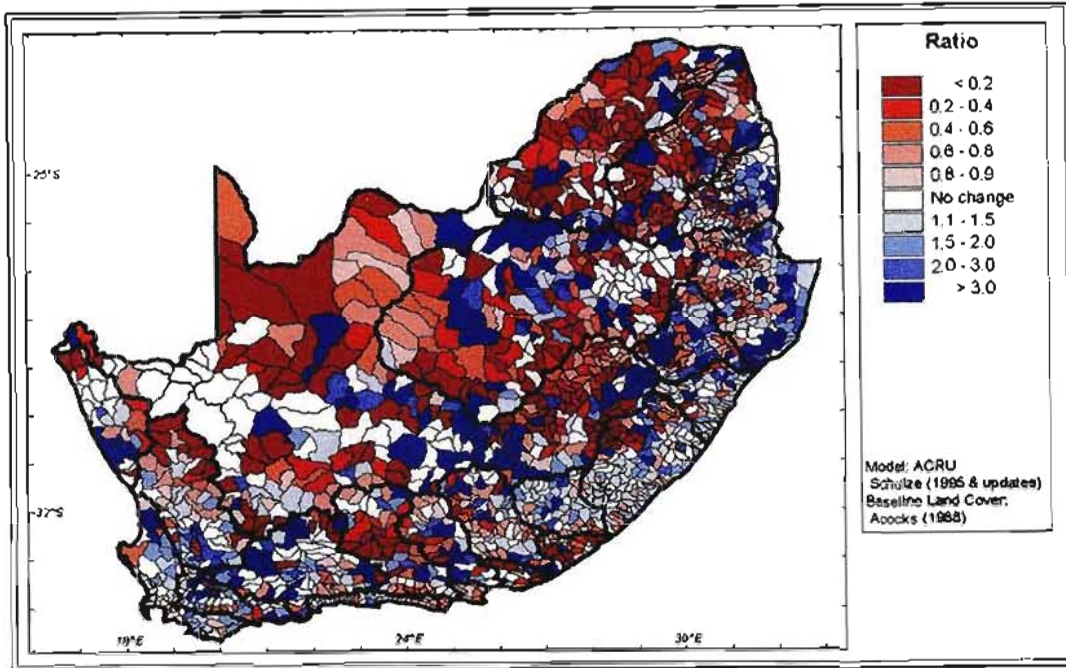 25°S
32°S
18°E
24°E
30°E
Ratio
< 0.2
0.2 - 0.4
0.4 - 0.6
0.6 - 0.8
0.8 - 0.9
No change
1.1 - 1.5
1.5 - 2.0
2.0 - 3.0
> 3.0
Model: ACRU
Schulze (1995 & updates)
Baseline Land Cover:
Acocks (1988)